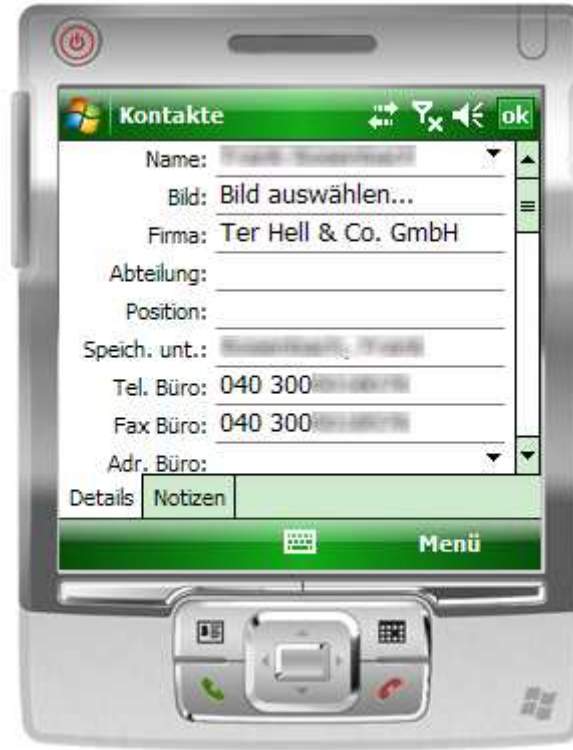 Kontakte ok
Name:
Bild: Bild auswählen...
Firma: Ter Hell & Co. GmbH
Abteilung:
Position:
Speich. unt.:
Tel. Büro: 040 300
Fax Büro: 040 300
Adr. Büro:
Details Notizen
Menü